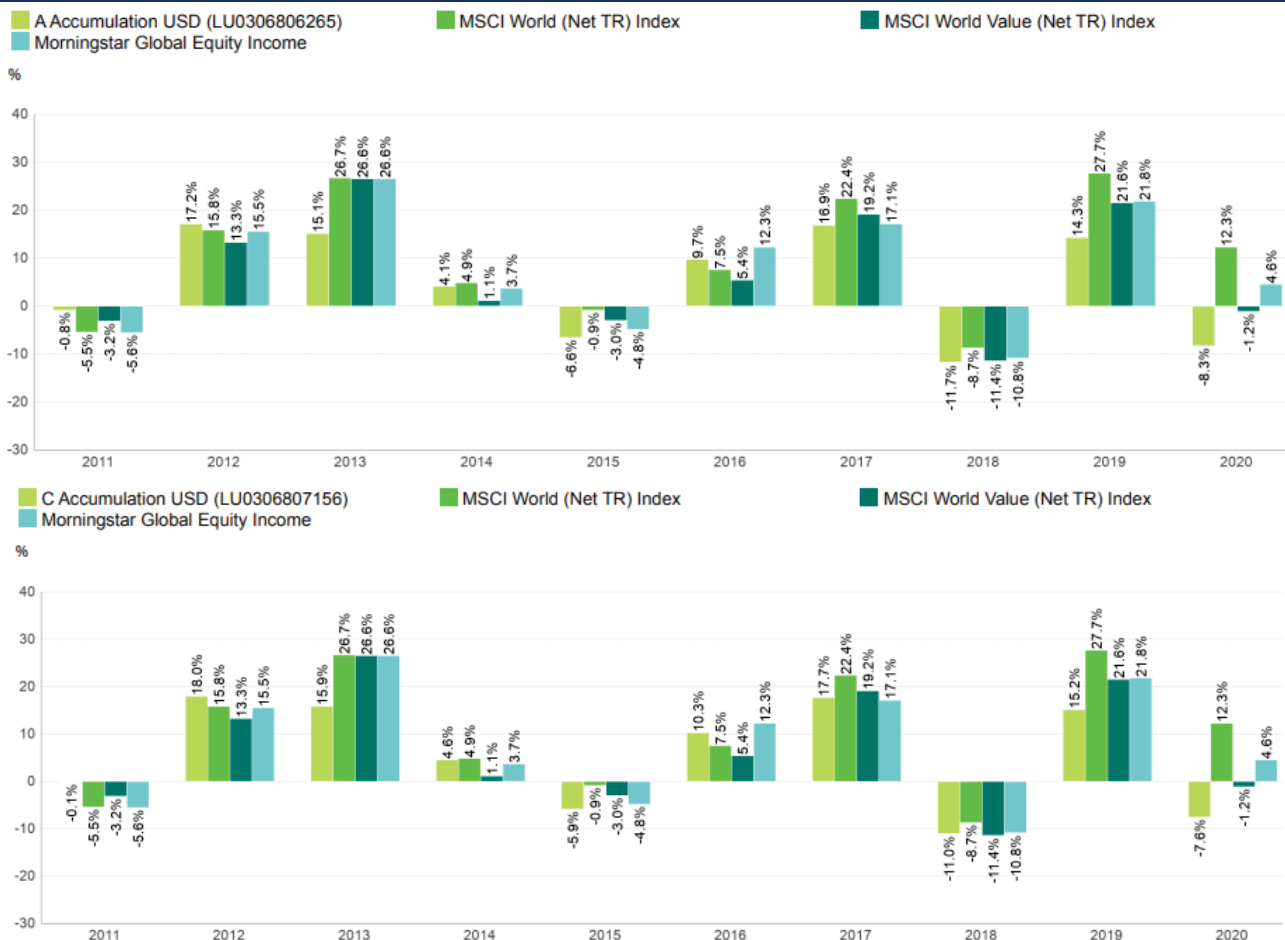 A Accumulation USD (LU0306806265) MSCI World (Net TR) Index MSCI World Value (Net TR) Index
Morningstar Global Equity Income
%
40
30
20
10
0
-10
-20
-30
-0.8% -5.5% -3.2% -5.6%
17.2% 15.8% 13.3% 15.5%
15.1% 26.7% 26.6% 26.6%
4.1% 4.9% 1.1% 3.7%
-6.6% -0.9% -3.0% -4.8%
9.7% 7.5% 5.4% 12.3%
16.9% 22.4% 19.2% 17.1%
-11.7% -8.7% -11.4% -10.8%
14.3% 27.7% 21.6% 21.8%
-8.3% 12.3% -1.2% 4.6%
2011 2012 2013 2014 2015 2016 2017 2018 2019 2020
C Accumulation USD (LU0306807156) MSCI World (Net TR) Index MSCI World Value (Net TR) Index
Morningstar Global Equity Income
%
40
30
20
10
0
-10
-20
-30
-0.1% -5.5% -3.2% -5.6%
18.0% 15.8% 13.3% 15.5%
15.9% 26.7% 26.6% 26.6%
4.6% 4.9% 1.1% 3.7%
-5.9% -0.9% -3.0% -4.8%
10.3% 7.5% 5.4% 12.3%
17.7% 22.4% 19.2% 17.1%
-11.0% -8.7% -11.4% -10.8%
15.2% 27.7% 21.6% 21.8%
-7.6% 12.3% -1.2% 4.6%
2011 2012 2013 2014 2015 2016 2017 2018 2019 2020